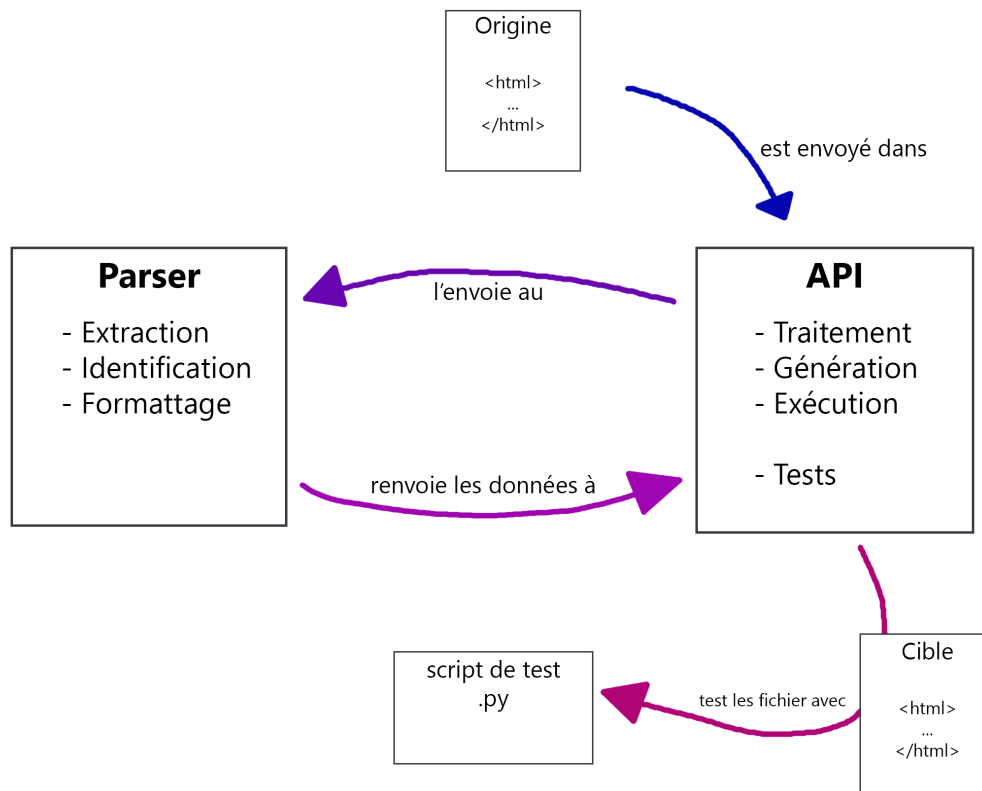 Origine
<html>
...
</html>
est envoyé dans
Parser
- Extraction
- Identification
- Formattage
l'envoie au
API
- Traitement
- Génération
- Exécution
- Tests
renvoie les données à
script de test
.py
test les fichier avec
Cible
<html>
...
</html>